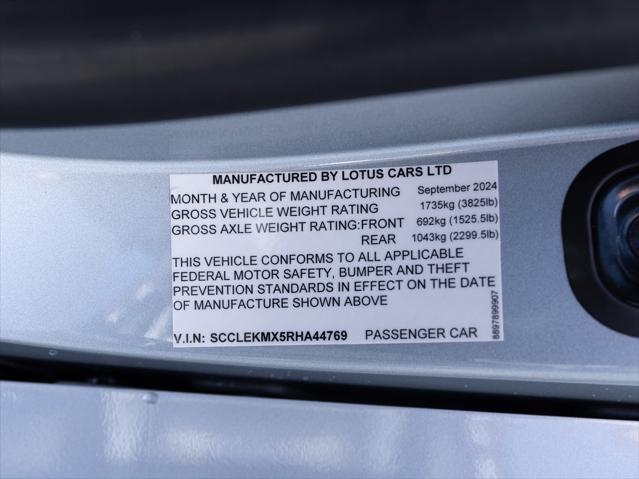 MANUFACTURED BY LOTUS CARS LTD
MONTH & YEAR OF MANUFACTURING September 2024
GROSS VEHICLE WEIGHT RATING 1735kg (3825lb)
GROSS AXLE WEIGHT RATING:FRONT 692kg (1525.5lb)
REAR 1043kg (2299.5lb)
THIS VEHICLE CONFORMS TO ALL APPLICABLE
FEDERAL MOTOR SAFETY, BUMPER AND THEFT
PREVENTION STANDARDS IN EFFECT ON THE DATE
OF MANUFACTURE SHOWN ABOVE
V.I.N: SCCLEKMX5RHA44769 PASSENGER CAR
8897899907